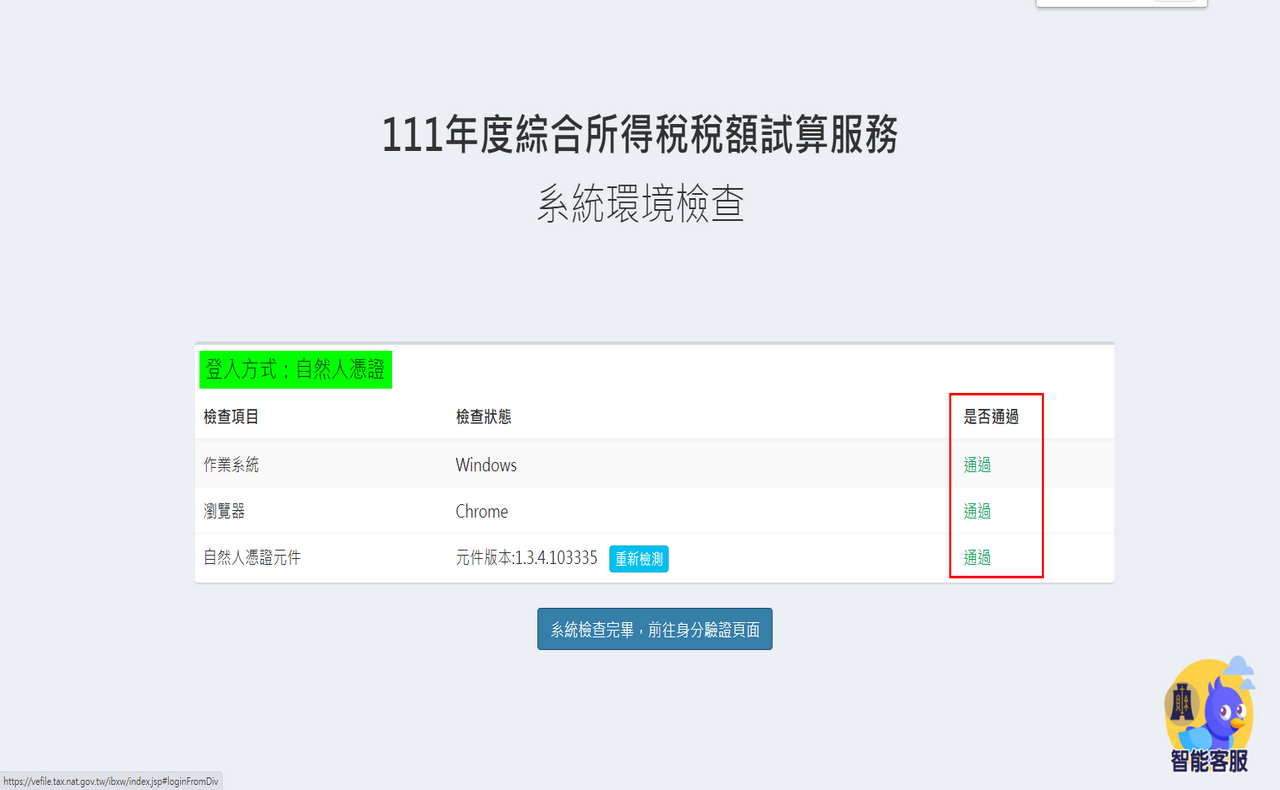 111年度綜合所得稅稅額試算服務
系統環境檢查
登入方式：自然人憑證
檢查項目 檢查狀態 是否通過
作業系統 Windows 通過
瀏覽器 Chrome 通過
自然人憑證元件 元件版本:1.3.4.103335 重新檢測 通過
系統檢查完畢，前往身分驗證頁面
智能客服
https://vefile.tax.nat.gov.tw/ibxw/index.jsp#loginFromDiv